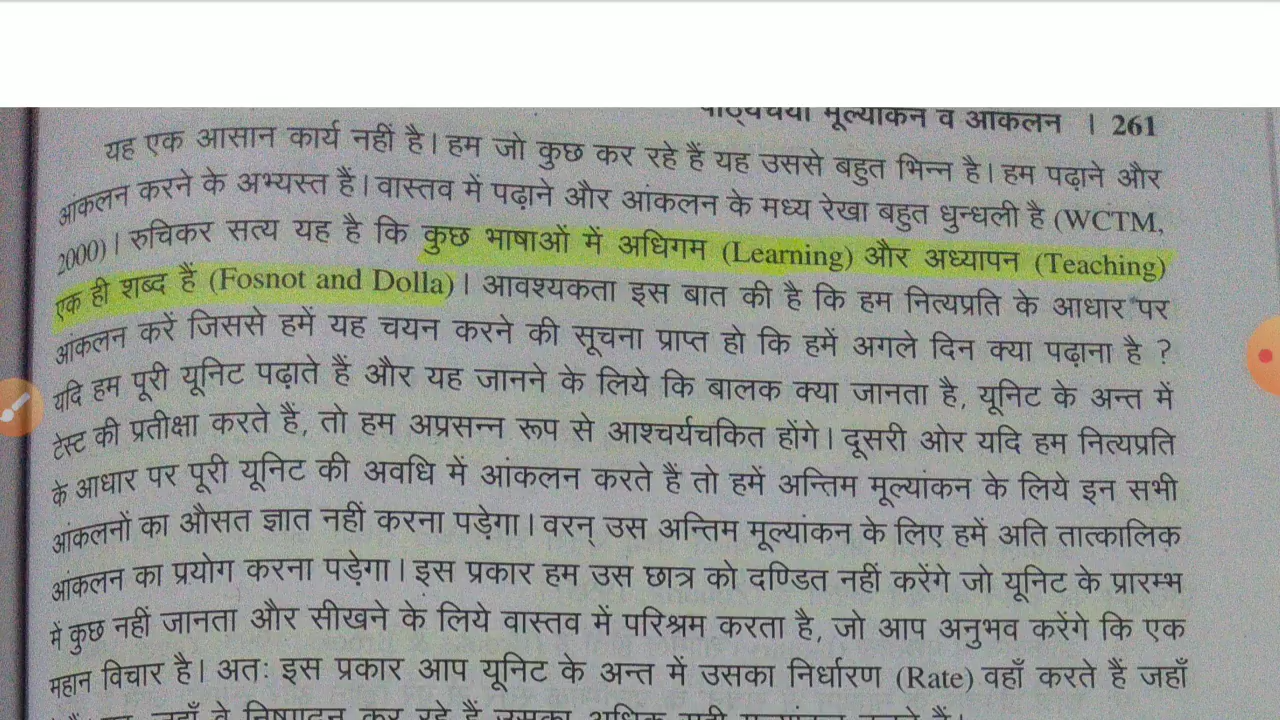 पाठ्यचर्या मूल्यांकन व आकलन । 261
यह एक आसान कार्य नहीं है। हम जो कुछ कर रहे हैं यह उससे बहुत भिन्न है। हम पढ़ाने और
आंकलन करने के अभ्यस्त हैं। वास्तव में पढ़ाने और आंकलन के मध्य रेखा बहुत धुन्धली है (WCTM,
2000)। रुचिकर सत्य यह है कि कुछ भाषाओं में अधिगम (Learning) और अध्यापन (Teaching)
एक ही शब्द हैं (Fosnot and Dolla)। आवश्यकता इस बात की है कि हम नित्यप्रति के आधार पर
आंकलन करें जिससे हमें यह चयन करने की सूचना प्राप्त हो कि हमें अगले दिन क्या पढ़ाना है ?
यदि हम पूरी यूनिट पढ़ाते हैं और यह जानने के लिये कि बालक क्या जानता है, यूनिट के अन्त में
टेस्ट की प्रतीक्षा करते हैं, तो हम अप्रसन्न रूप से आश्चर्यचकित होंगे। दूसरी ओर यदि हम नित्यप्रति
के आधार पर पूरी यूनिट की अवधि में आंकलन करते हैं तो हमें अन्तिम मूल्यांकन के लिये इन सभी
आंकलनों का औसत ज्ञात नहीं करना पड़ेगा। वरन् उस अन्तिम मूल्यांकन के लिए हमें अति तात्कालिक
आंकलन का प्रयोग करना पड़ेगा। इस प्रकार हम उस छात्र को दण्डित नहीं करेंगे जो यूनिट के प्रारम्भ
में कुछ नहीं जानता और सीखने के लिये वास्तव में परिश्रम करता है, जो आप अनुभव करेंगे कि एक
महान विचार है। अतः इस प्रकार आप यूनिट के अन्त में उसका निर्धारण (Rate) वहाँ करते हैं जहाँ